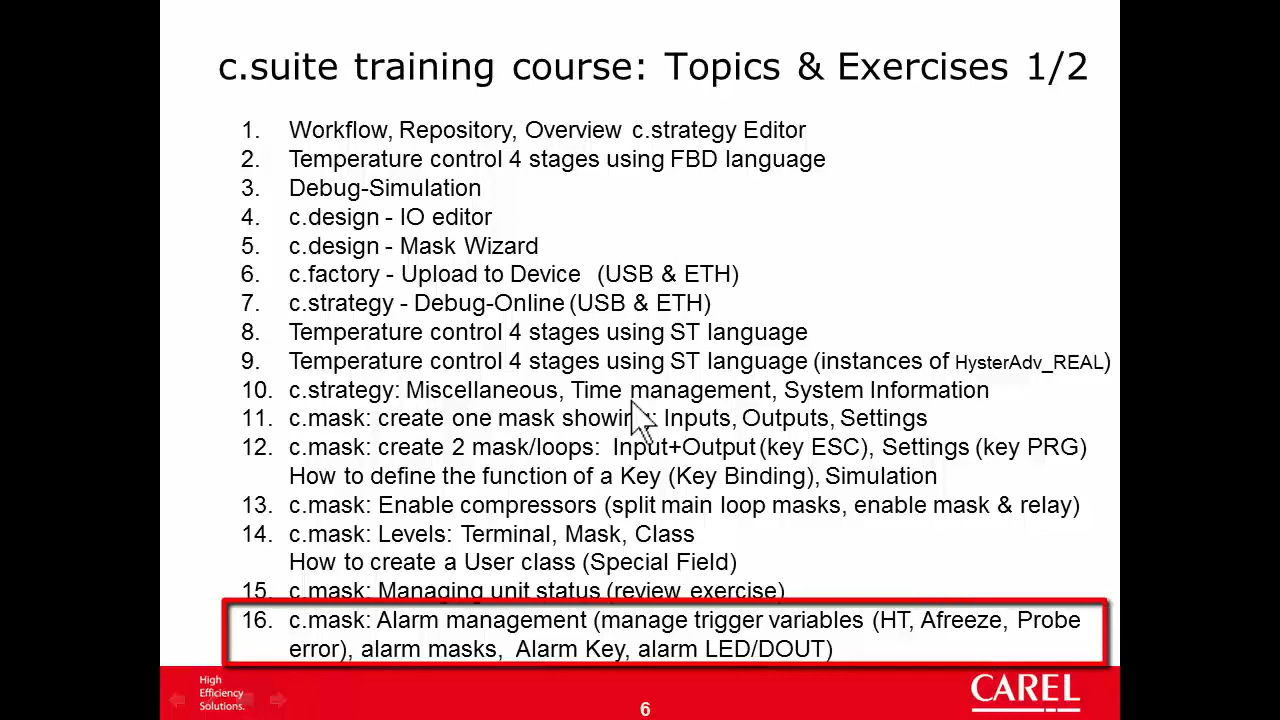 c.suite training course: Topics & Exercises 1/2
1. Workflow, Repository, Overview c.strategy Editor
2. Temperature control 4 stages using FBD language
3. Debug-Simulation
4. c.design - IO editor
5. c.design - Mask Wizard
6. c.factory - Upload to Device (USB & ETH)
7. c.strategy - Debug-Online (USB & ETH)
8. Temperature control 4 stages using ST language
9. Temperature control 4 stages using ST language (instances of HysterAdv_REAL)
10. c.strategy: Miscellaneous, Time management, System Information
11. c.mask: create one mask showing: Inputs, Outputs, Settings
12. c.mask: create 2 mask/loops: Input+Output (key ESC), Settings (key PRG)
How to define the function of a Key (Key Binding), Simulation
13. c.mask: Enable compressors (split main loop masks, enable mask & relay)
14. c.mask: Levels: Terminal, Mask, Class
How to create a User class (Special Field)
15. c.mask: Managing unit status (review exercise)
16. c.mask: Alarm management (manage trigger variables (HT, Afreeze, Probe
error), alarm masks, Alarm Key, alarm LED/DOUT)
High
Efficiency
Solutions.
6
CAREL